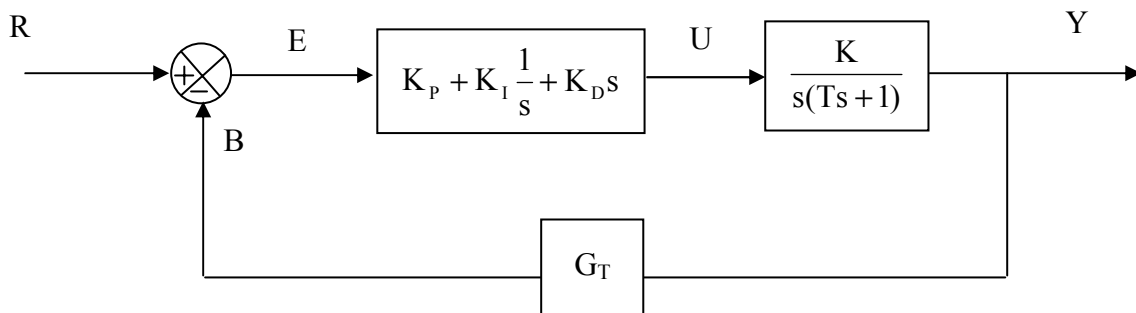 R
E
U
Y
+
−
K_P + K_I 1/s + K_D s
K/s(Ts + 1)
B
G_T